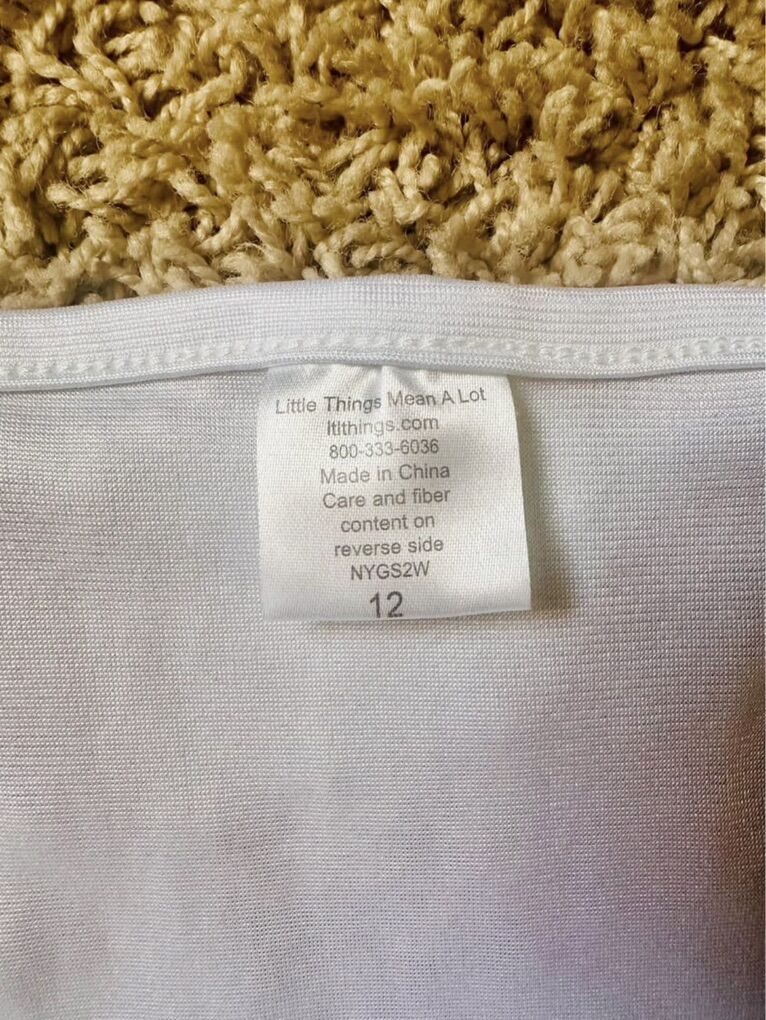 Little Things Mean A Lot
ltlthings.com
800-333-6036
Made in China
Care and fiber
content on
reverse side
NYGS2W
12